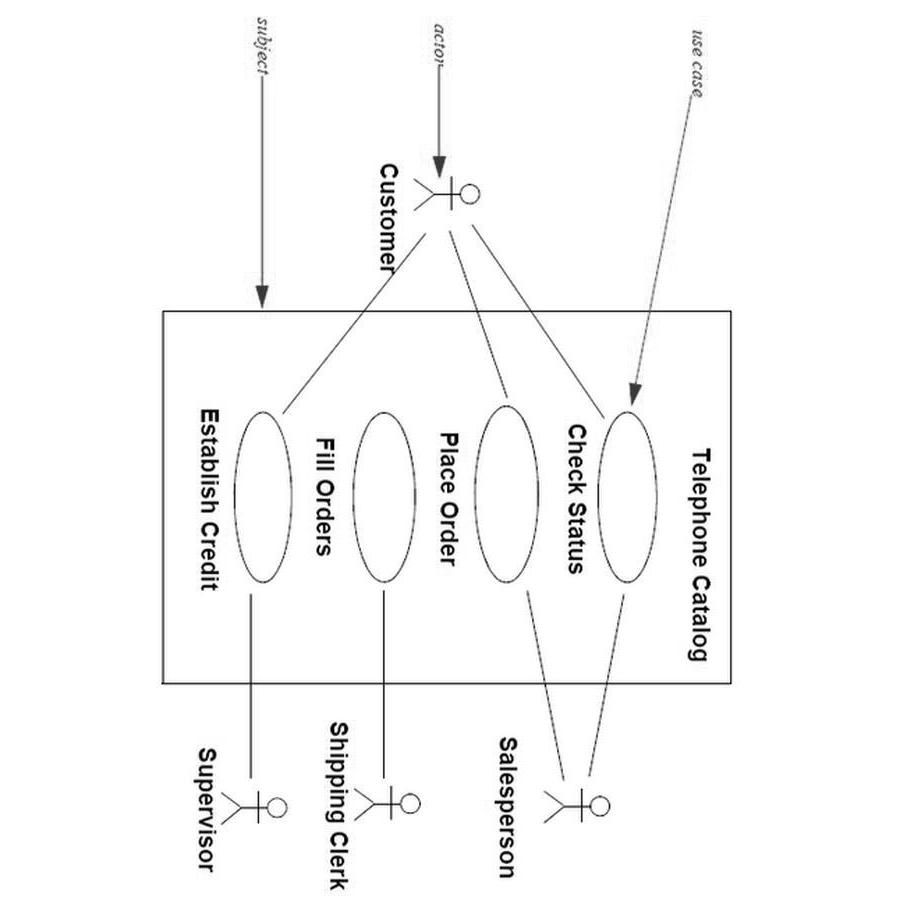 use case
Telephone Catalog
Check Status
actor
Customer
Place Order
Salesperson
Fill Orders
Shipping Clerk
subject
Establish Credit
Supervisor